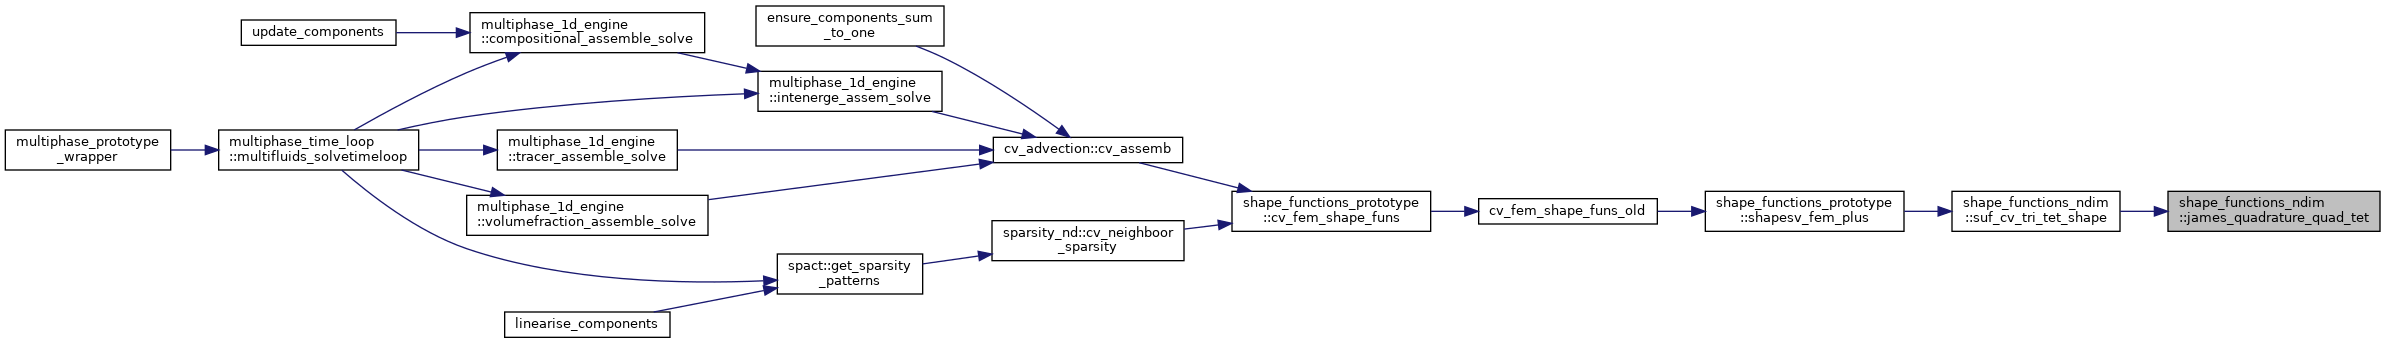 multiphase_prototype
_wrapper
update_components
multiphase_time_loop
::multifluids_solvetimeloop
multiphase_1d_engine
::compositional_assemble_solve
multiphase_1d_engine
::tracer_assemble_solve
multiphase_1d_engine
::volumefraction_assemble_solve
linearise_components
ensure_components_sum
_to_one
multiphase_1d_engine
::intenerge_assem_solve
spact::get_sparsity
_patterns
cv_advection::cv_assemb
sparsity_nd::cv_neighboor
_sparsity
shape_functions_prototype
::cv_fem_shape_funs
cv_fem_shape_funs_old
shape_functions_prototype
::shapesv_fem_plus
shape_functions_ndim
::suf_cv_tri_tet_shape
shape_functions_ndim
::james_quadrature_quad_tet